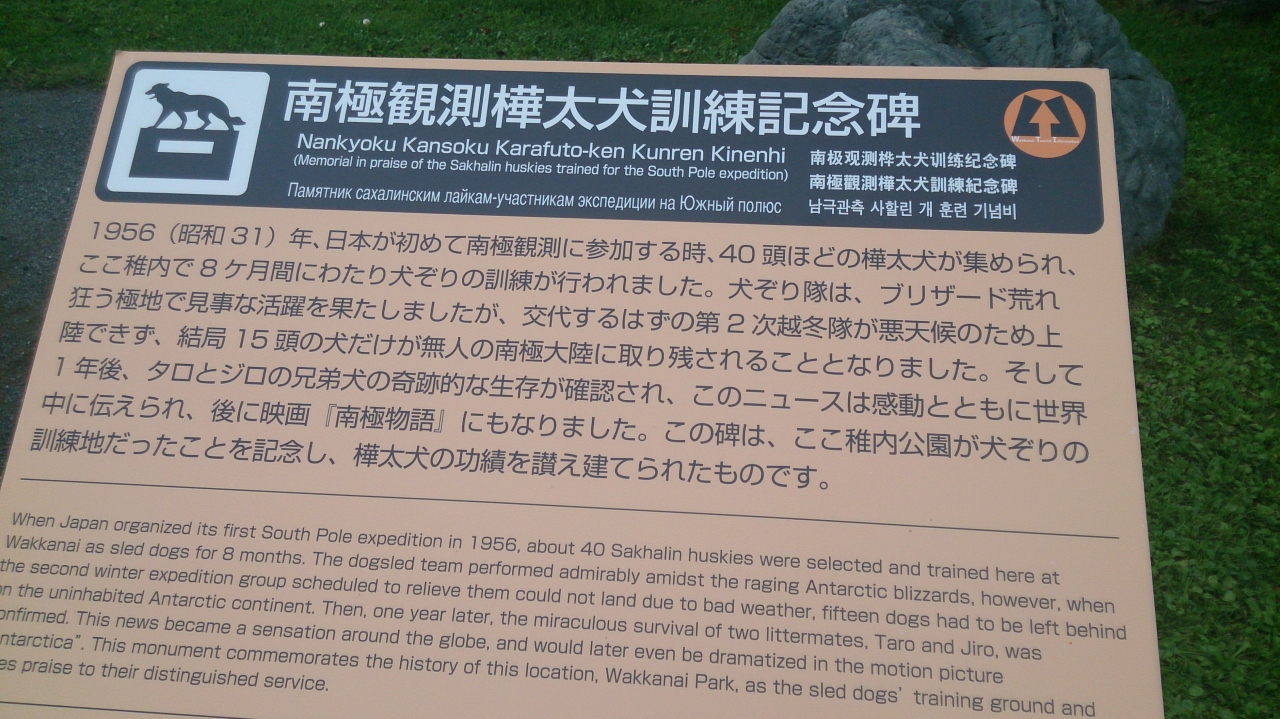 南極観測樺太犬訓練記念碑
Nankyoku Kansoku Karafuto-ken Kunren Kinenhi
(Memorial in praise of the Sakhalin huskies trained for the South Pole expedition)
Памятник сахалинским лайкам-участникам экспедиции на Южный полюс
南极观测桦太犬训练纪念碑
南極觀測樺太犬訓練紀念碑
남극관측 사할린 개 훈련 기념비
Wakkanai Tourist Information
1956（昭和 31）年、日本が初めて南極観測に参加する時、40 頭ほどの樺太犬が集められ、
ここ稚内で 8 ケ月間にわたり犬ぞりの訓練が行われました。犬ぞり隊は、ブリザード荒れ
狂う極地で見事な活躍を果たしましたが、交代するはずの第 2 次越冬隊が悪天候のため上
陸できず、結局 15 頭の犬だけが無人の南極大陸に取り残されることとなりました。そして
1 年後、タロとジロの兄弟犬の奇跡的な生存が確認され、このニュースは感動とともに世界
中に伝えられ、後に映画『南極物語』にもなりました。この碑は、ここ稚内公園が犬ぞりの
訓練地だったことを記念し、樺太犬の功績を讃え建てられたものです。
When Japan organized its first South Pole expedition in 1956, about 40 Sakhalin huskies were selected and trained here at
Wakkanai as sled dogs for 8 months. The dogsled team performed admirably amidst the raging Antarctic blizzards, however, when
the second winter expedition group scheduled to relieve them could not land due to bad weather, fifteen dogs had to be left behind
on the uninhabited Antarctic continent. Then, one year later, the miraculous survival of two littermates, Taro and Jiro, was
onfirmed. This news became a sensation around the globe, and would later even be dramatized in the motion picture
ntarctica". This monument commemorates the history of this location, Wakkanai Park, as the sled dogs' training ground and
es praise to their distinguished service.